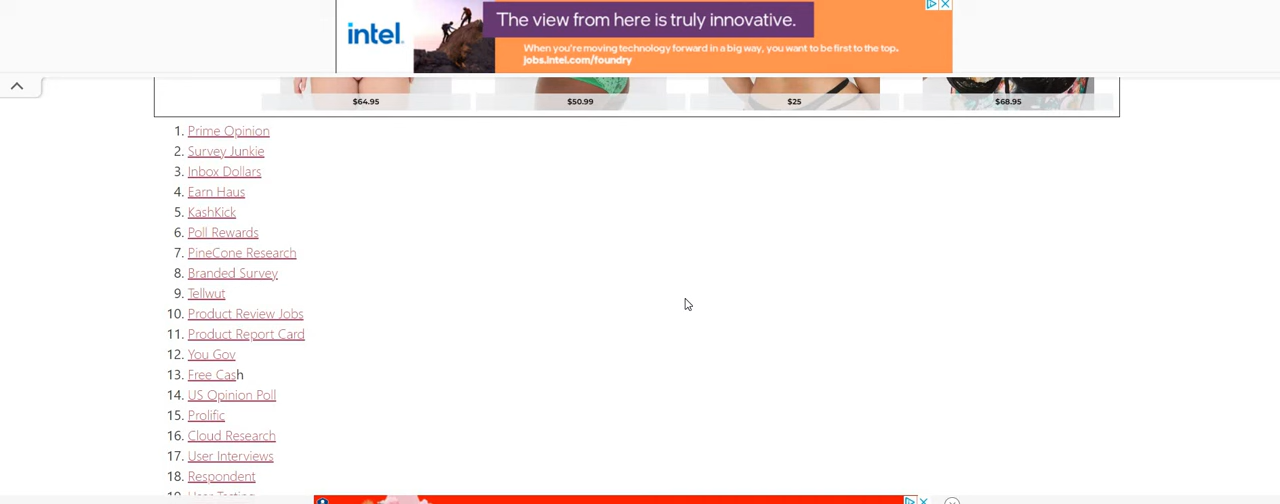 intel.
The view from here is truly innovative.
When you're moving technology forward in a big way, you want to be first to the top.
jobs.intel.com/foundry
$64.95 $50.99 $25 $68.95
1. Prime Opinion
2. Survey Junkie
3. Inbox Dollars
4. Earn Haus
5. KashKick
6. Poll Rewards
7. PineCone Research
8. Branded Survey
9. Tellwut
10. Product Review Jobs
11. Product Report Card
12. You Gov
13. Free Cash
14. US Opinion Poll
15. Prolific
16. Cloud Research
17. User Interviews
18. Respondent
19. User Testing